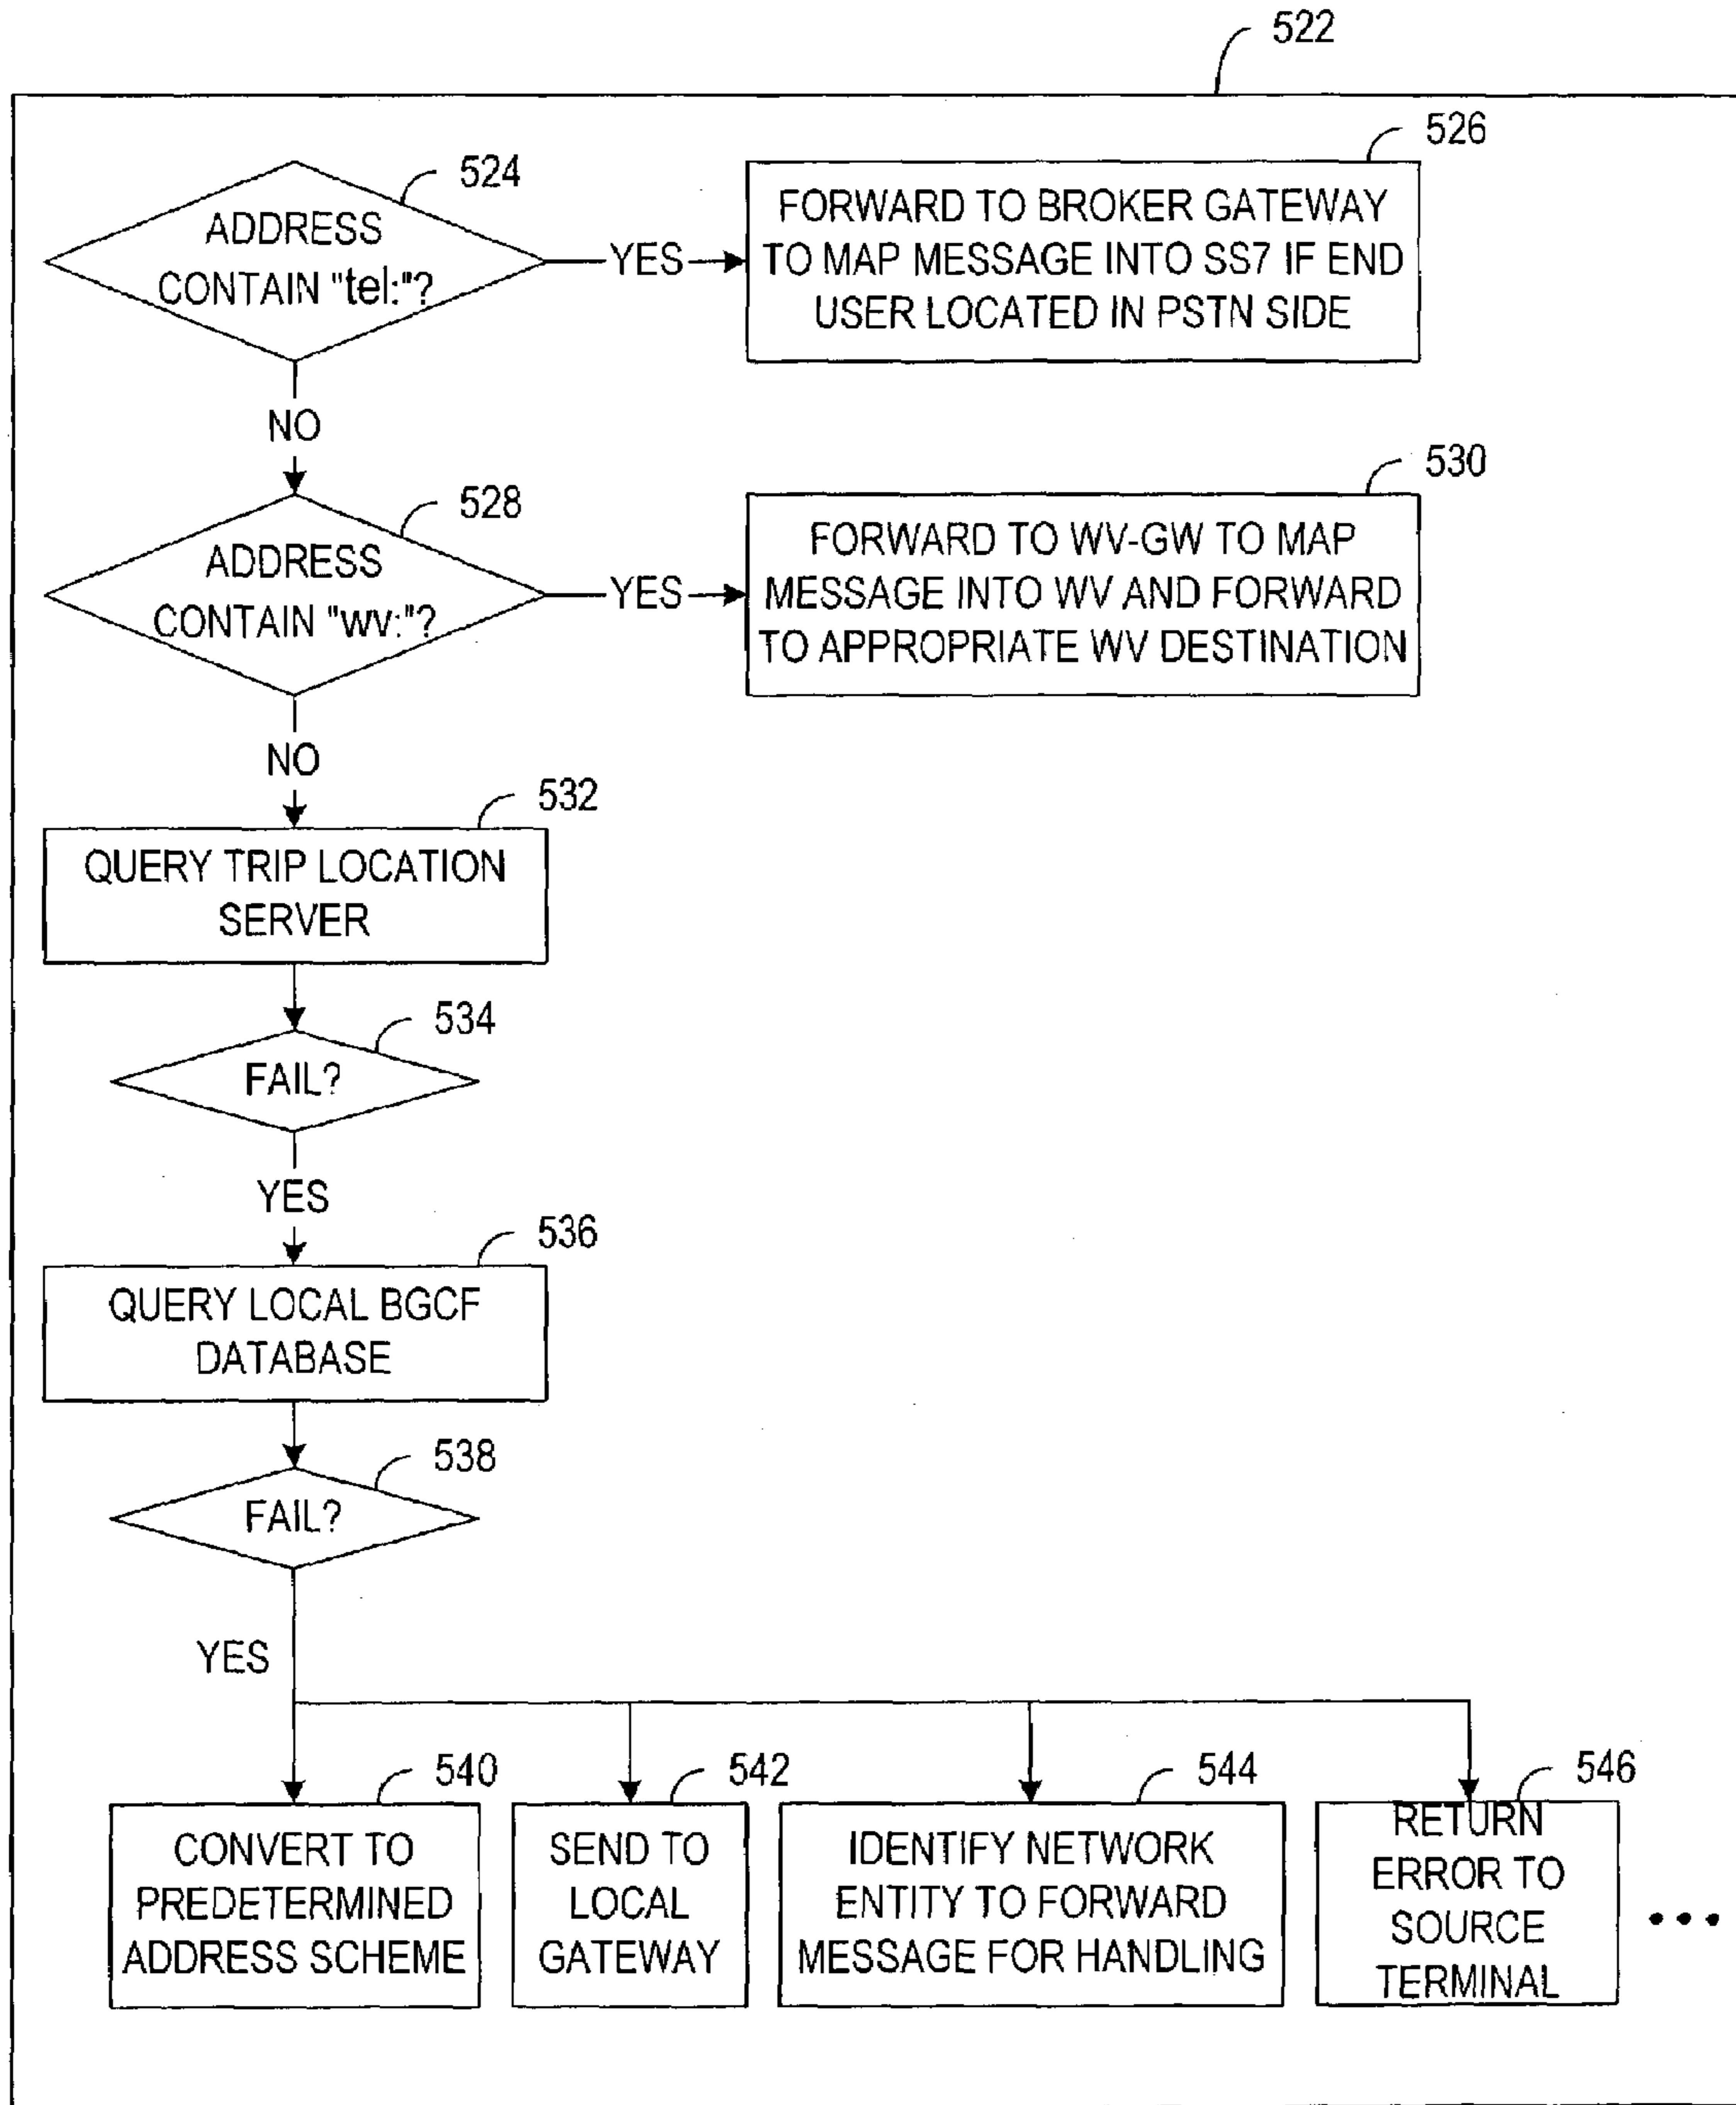 522
524
ADDRESS
CONTAIN "tel:"?
YES
526
FORWARD TO BROKER GATEWAY
TO MAP MESSAGE INTO SS7 IF END
USER LOCATED IN PSTN SIDE
NO
528
ADDRESS
CONTAIN "wv:"?
YES
530
FORWARD TO WV-GW TO MAP
MESSAGE INTO WV AND FORWARD
TO APPROPRIATE WV DESTINATION
NO
532
QUERY TRIP LOCATION
SERVER
534
FAIL?
YES
536
QUERY LOCAL BGCF
DATABASE
538
FAIL?
YES
540
CONVERT TO
PREDETERMINED
ADDRESS SCHEME
542
SEND TO
LOCAL
GATEWAY
544
IDENTIFY NETWORK
ENTITY TO FORWARD
MESSAGE FOR HANDLING
546
RETURN
ERROR TO
SOURCE
TERMINAL
•••